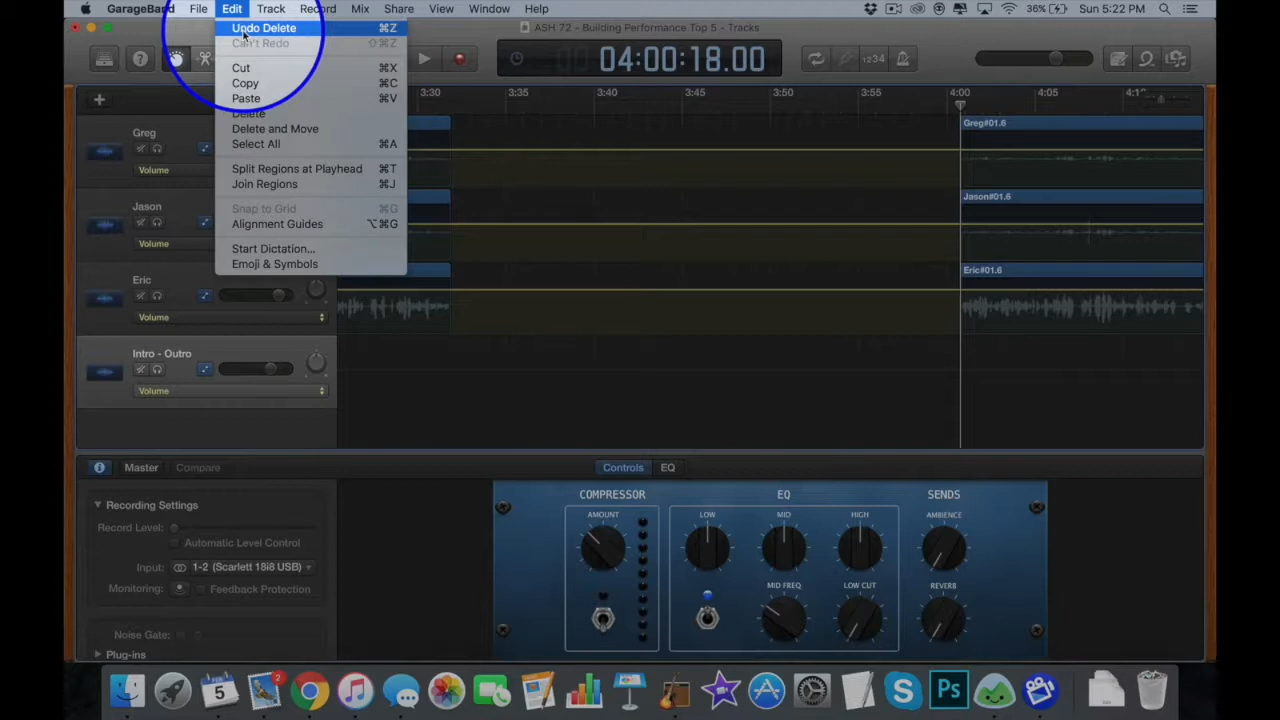 GarageBand File Edit Track Record Mix Share View Window Help 36% Sun 5:22 PM
Undo Delete ⌘Z
ASH 72 - Building Performance Top 5 - Tracks
Can't Redo ⇧⌘Z
04:00:18.00
1234
Cut ⌘X
Copy ⌘C
Paste ⌘V
3:30 3:35 3:40 3:45 3:50 3:55 4:00 4:05
Delete
Delete and Move
Select All ⌘A
Split Regions at Playhead ⌘T
Join Regions ⌘J
Snap to Grid ⌘G
Alignment Guides ⌥⌘G
Start Dictation...
Emoji & Symbols
Greg
Volume
Greg#01.6
Jason
Volume
Jason#01.6
Eric
Volume
Eric#01.6
Intro - Outro
Volume
Master Compare Controls EQ
Recording Settings
Record Level:
Automatic Level Control
Input: 1-2 (Scarlett 18i8 USB)
Monitoring: Feedback Protection
Noise Gate:
Plug-ins
COMPRESSOR EQ SENDS
AMOUNT LOW MID HIGH AMBIENCE
MID FREQ LOW CUT REVERB
FEB
5
2
Ps